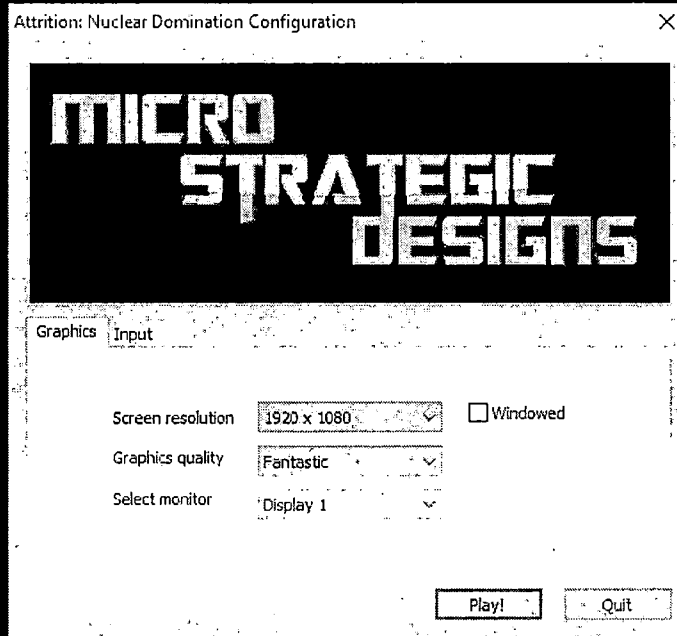 Attrition: Nuclear Domination Configuration
MICRO
STRATEGIC
DESIGNS
Graphics Input
Screen resolution 1920 x 1080 Windowed
Graphics quality Fantastic
Select monitor Display 1
Play! Quit